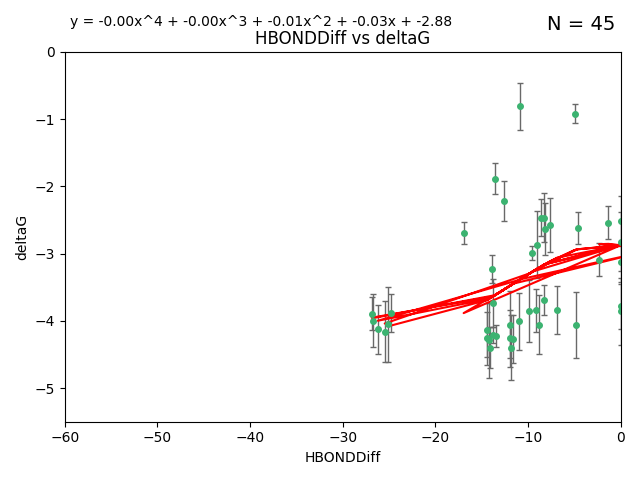 y = -0.00x^4 + -0.00x^3 + -0.01x^2 + -0.03x + -2.88
N = 45
HBONDDiff vs deltaG
0
−1
−2
−3
−4
−5
deltaG
−60
−50
−40
−30
−20
−10
0
HBONDDiff